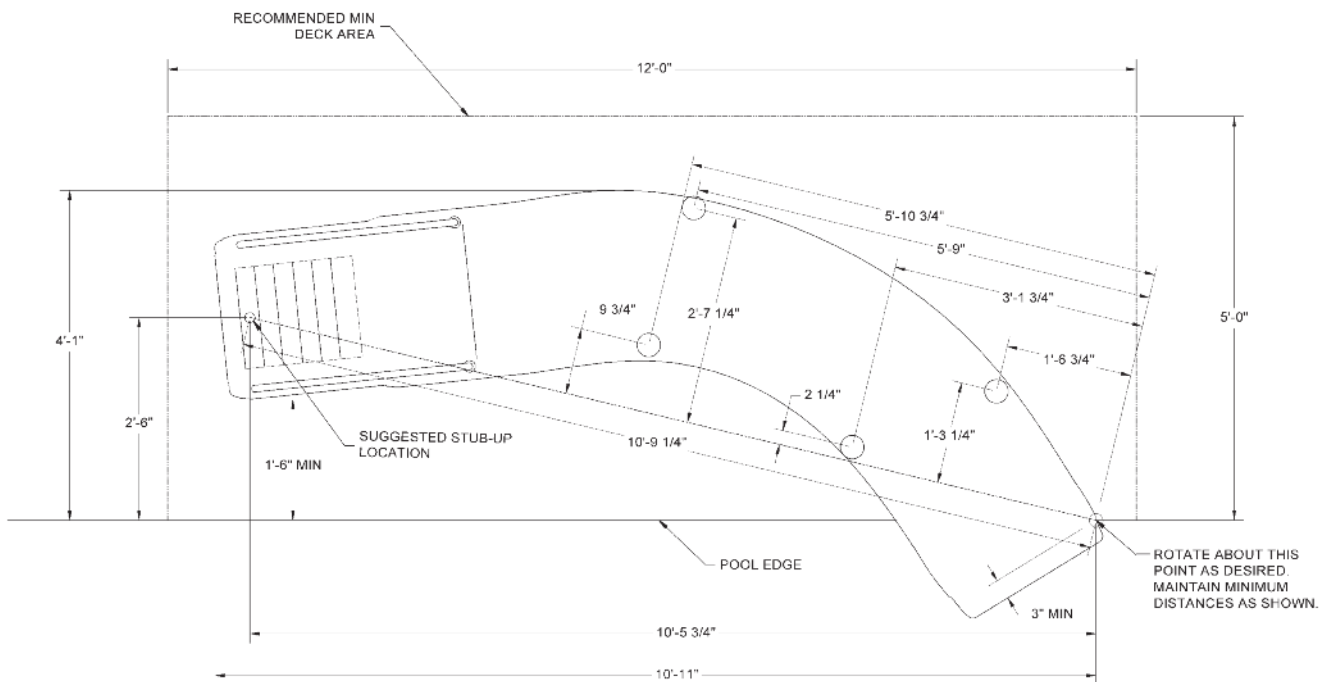 RECOMMENDED MIN
DECK AREA
12'-0"
5'-10 3/4"
5'-9"
3'-1 3/4"
5'-0"
9 3/4"
2'-7 1/4"
4'-1"
1'-6 3/4"
2 1/4"
2'-6"
1'-3 1/4"
SUGGESTED STUB-UP
LOCATION
10'-9 1/4"
1'-6" MIN
POOL EDGE
ROTATE ABOUT THIS
POINT AS DESIRED.
MAINTAIN MINIMUM
DISTANCES AS SHOWN.
3" MIN
10'-5 3/4"
10'-11"